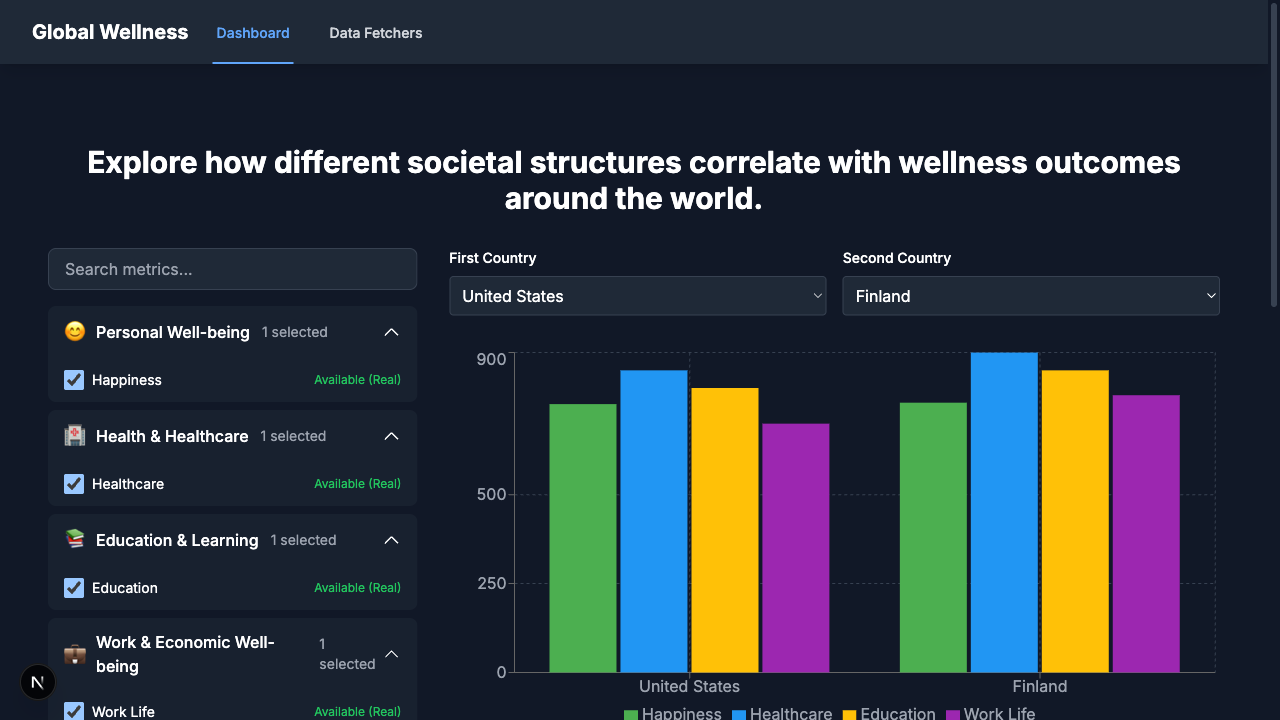 Global Wellness
Dashboard
Data Fetchers
Explore how different societal structures correlate with wellness outcomes
around the world.
Search metrics...
Personal Well-being
1 selected
Happiness
Available (Real)
Health & Healthcare
1 selected
Healthcare
Available (Real)
Education & Learning
1 selected
Education
Available (Real)
Work & Economic Well-
being
1
selected
Work Life
Available (Real)
N
First Country
United States
Second Country
Finland
900
500
250
0
United States
Finland
Happiness
Healthcare
Education
Work Life